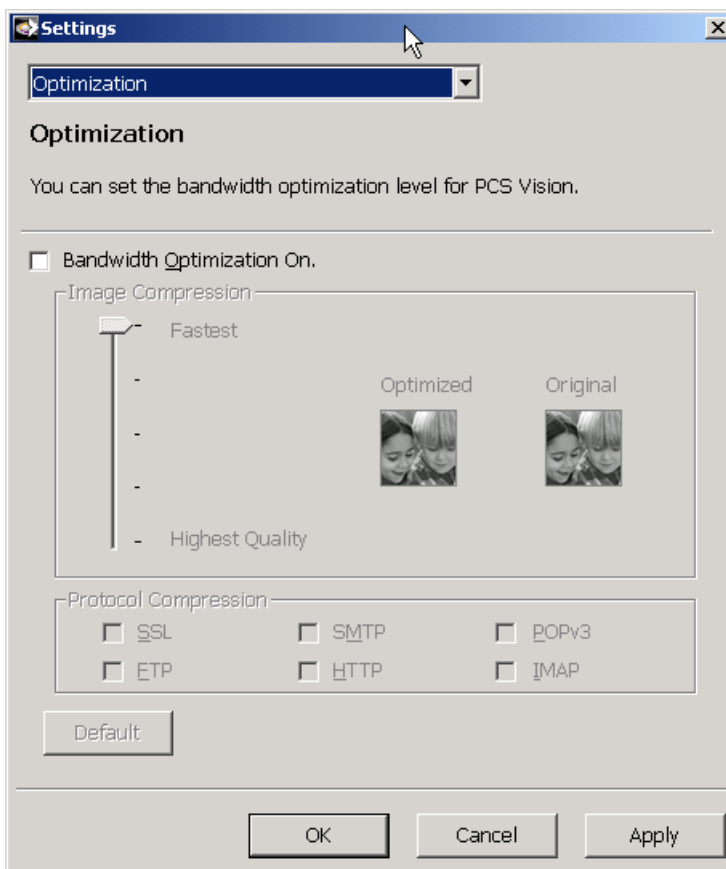 Settings
Optimization
Optimization
You can set the bandwidth optimization level for PCS Vision.
Bandwidth Optimization On.
Image Compression
Fastest
Optimized Original
Highest Quality
Protocol Compression
SSL SMTP POPv3
FTP HTTP IMAP
Default
OK Cancel Apply